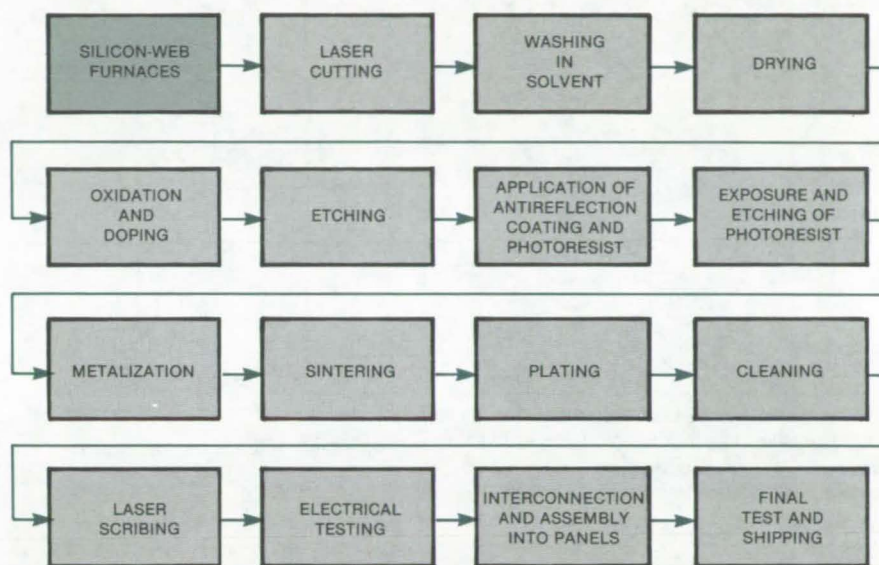 SILICON-WEB
FURNACES
LASER
CUTTING
WASHING
IN
SOLVENT
DRYING
OXIDATION
AND
DOPING
ETCHING
APPLICATION OF
ANTIREFLECTION
COATING AND
PHOTORESIST
EXPOSURE AND
ETCHING OF
PHOTORESIST
METALIZATION
SINTERING
PLATING
CLEANING
LASER
SCRIBING
ELECTRICAL
TESTING
INTERCONNECTION
AND ASSEMBLY
INTO PANELS
FINAL
TEST AND
SHIPPING